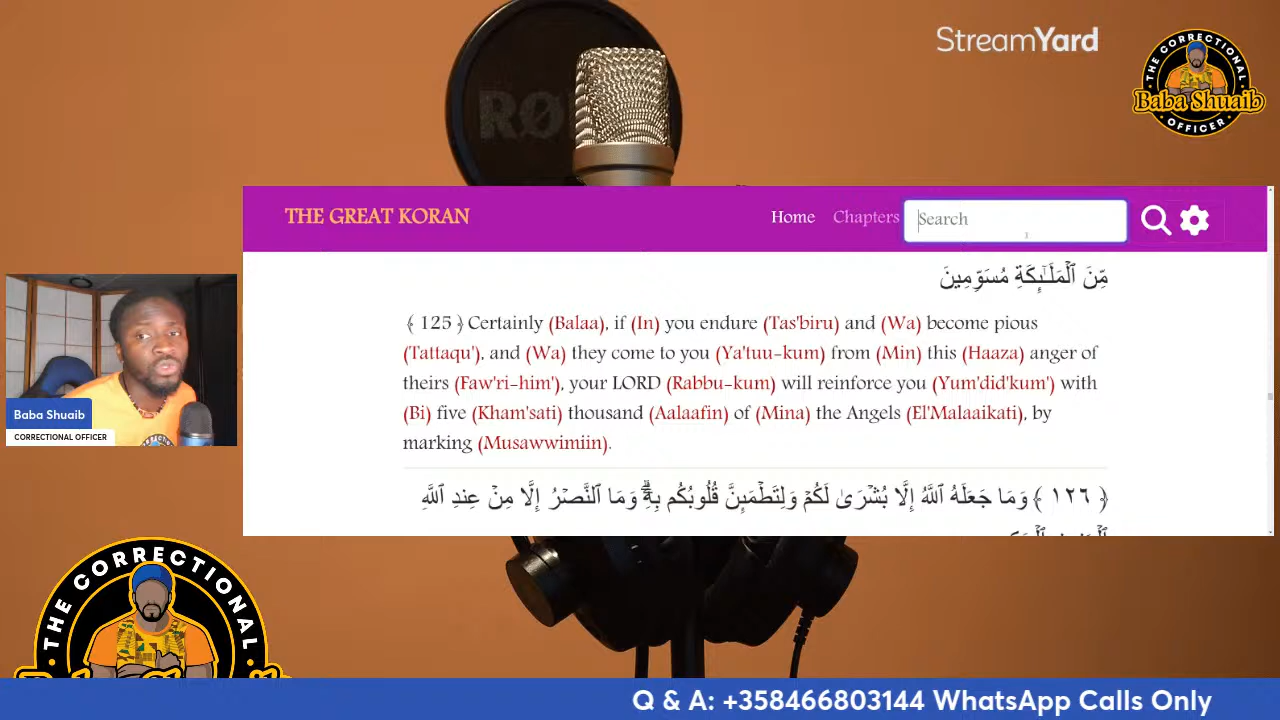 StreamYard
THE CORRECTIONAL
Baba Shuaib
OFFICER
RØ
THE GREAT KORAN
Home
Chapters
Search
مِّنَ ٱلْمَلَـٰٓئِكَةِ مُسَوِّمِينَ
﴾ 125 ﴿ Certainly (Balaa), if (In) you endure (Tas'biru) and (Wa) become pious
(Tattaqu'), and (Wa) they come to you (Ya'tuu-kum) from (Min) this (Haaza) anger of
theirs (Faw'ri-him'), your LORD (Rabbu-kum) will reinforce you (Yum'did'kum') with
(Bi) five (Kham'sati) thousand (Aalaafin) of (Mina) the Angels (El'Malaaikati), by
marking (Musawwimiin).
﴿ ١٢٦ ﴾ وَمَا جَعَلَهُ ٱللَّهُ إِلَّا بُشْرَىٰ لَكُمْ وَلِتَطْمَئِنَّ قُلُوبُكُم بِهِۦ ۗ وَمَا ٱلنَّصْرُ إِلَّا مِنْ عِندِ ٱللَّهِ
Baba Shuaib
CORRECTIONAL OFFICER
THE CORRECTIONAL
Q & A: +358466803144 WhatsApp Calls Only